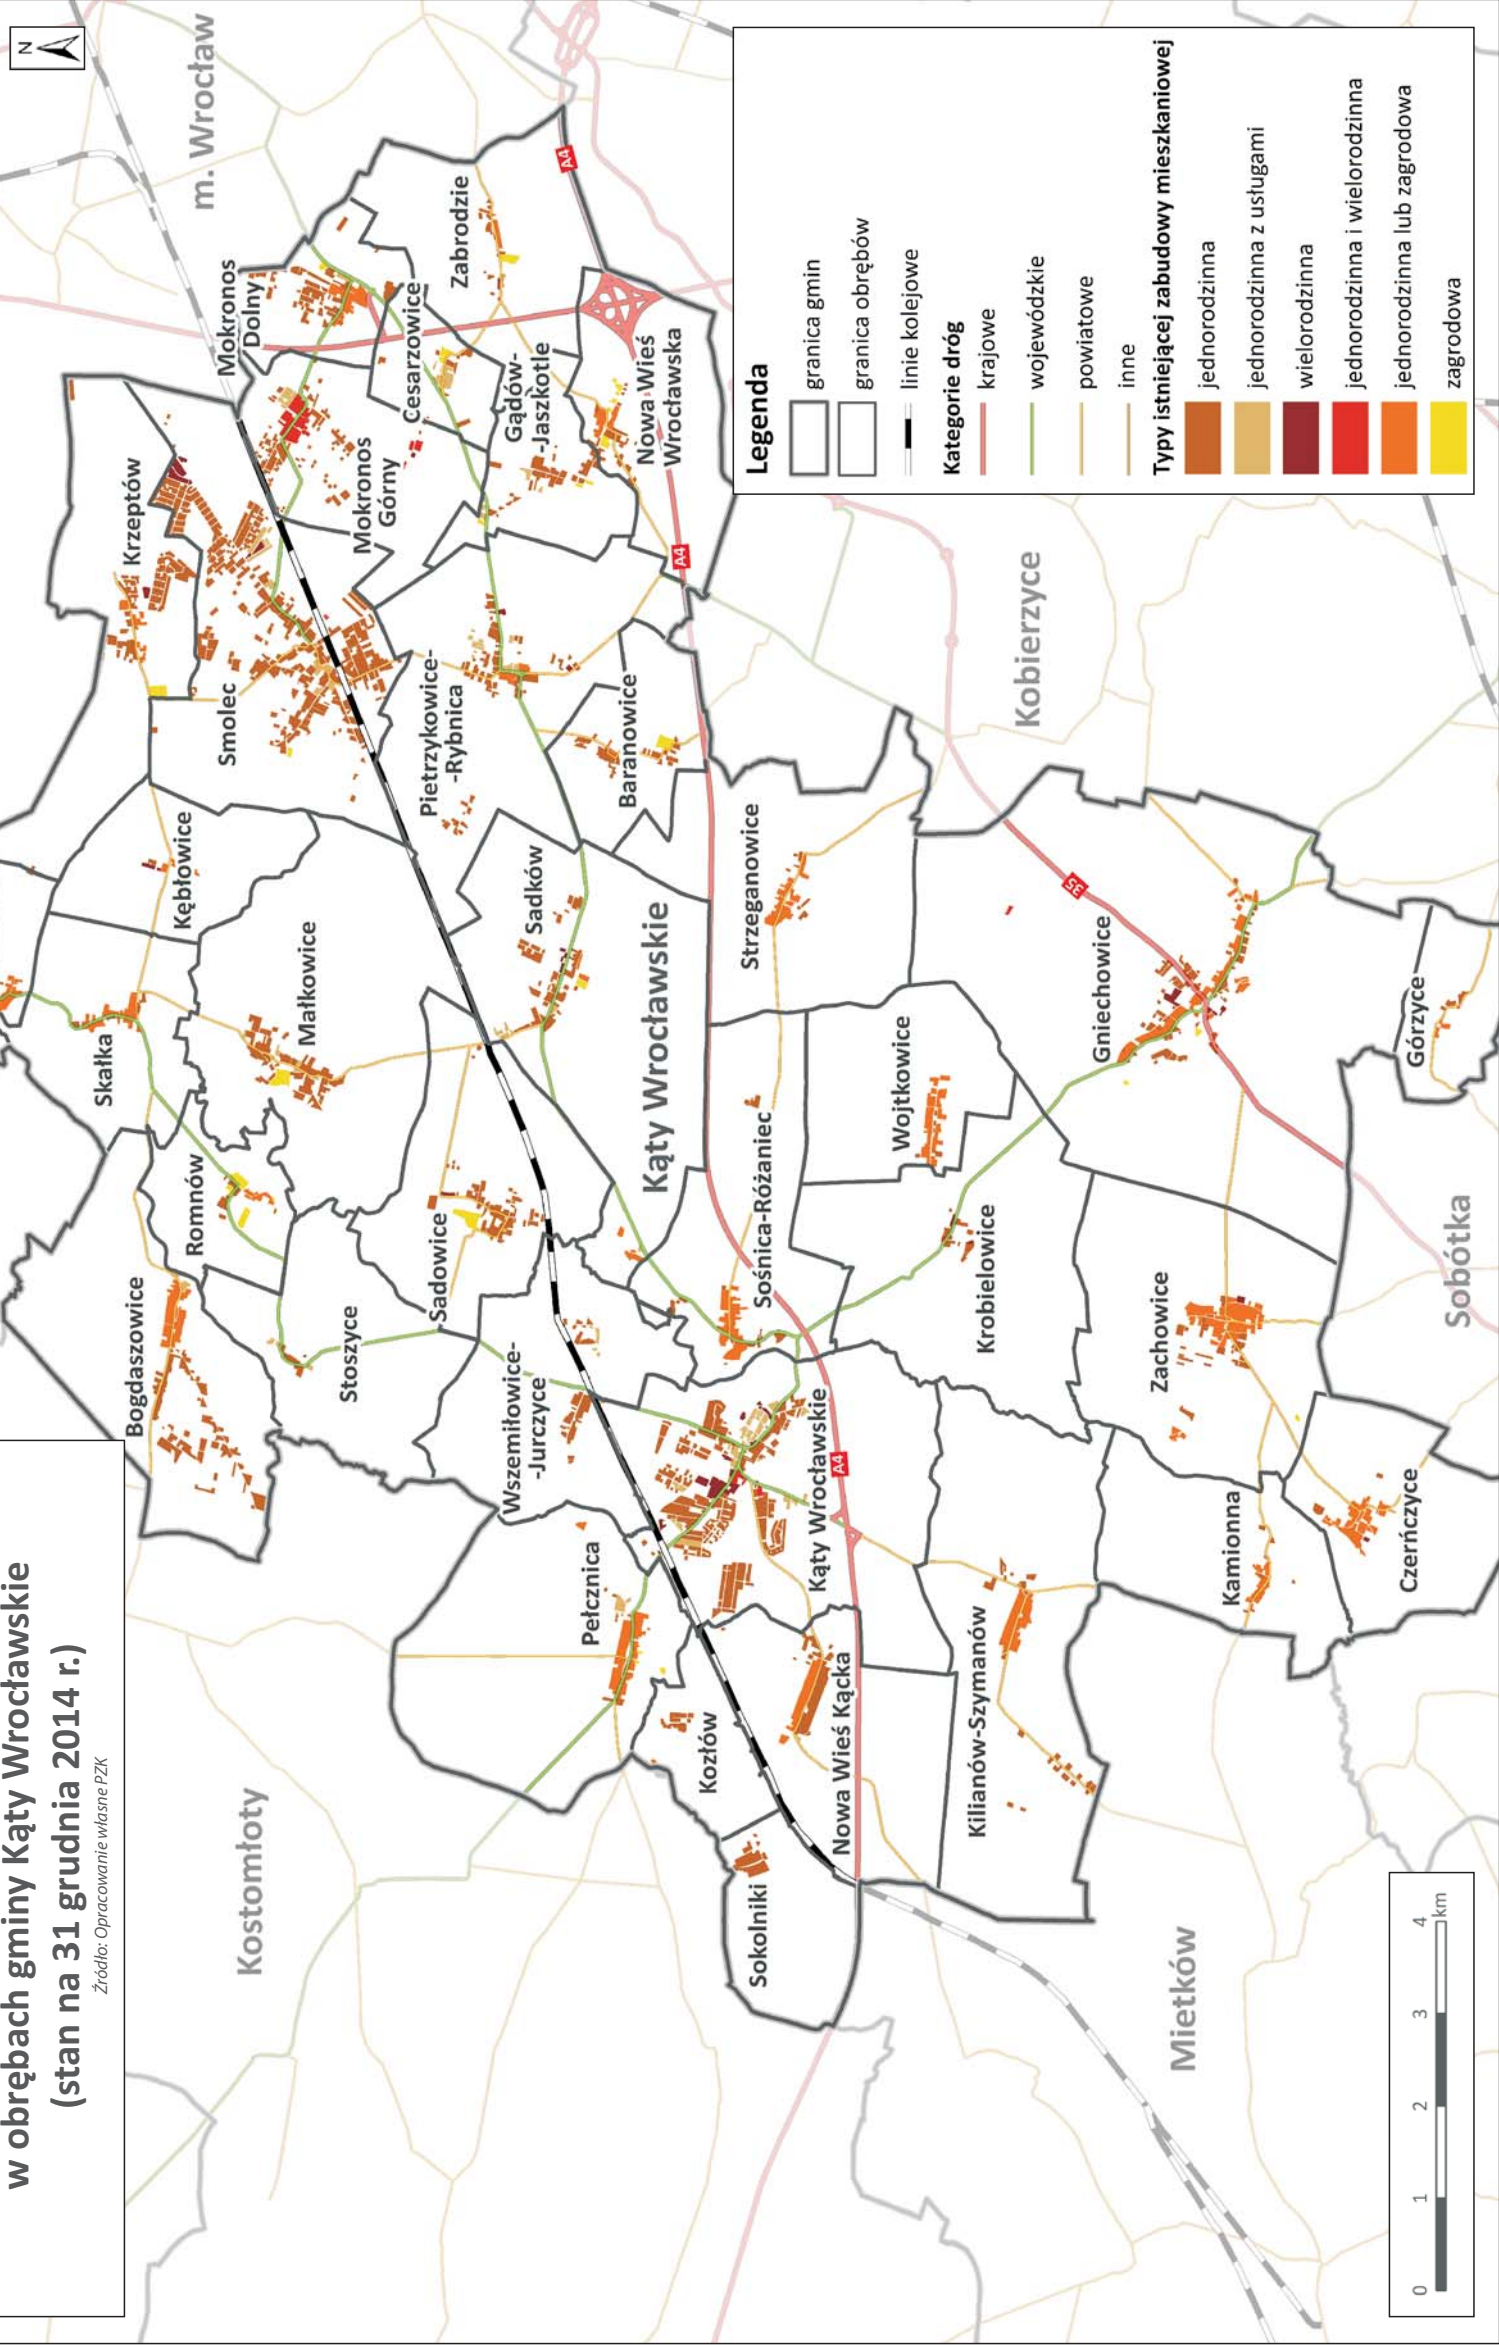 w obrębach gminy Kąty Wrocławskie
(stan na 31 grudnia 2014 r.)
Źródło: Opracowanie własne PZK
N
m. Wrocław
Kostomłoty
Mietków
Sobótka
Kobierzyce
Kąty Wrocławskie
Bogdaszowice
Romnów
Skałka
Kębłowice
Krzeptów
Smolec
Małkowice
Stoszyce
Sadowice
Mokronos
Dolny
Mokronos
Górny
Cesarzowice
Zabrodzie
Gądów-
-Jaszkotle
Nowa Wieś
Wrocławska
Pietrzykowice-
-Rybnica
Baranowice
Sadków
Wszemiłowice-
-Jurczyce
Pełcznica
Kozłów
Sokolniki
Nowa Wieś Kącka
Kąty Wrocławskie
Sośnica-Różaniec
Strzeganowice
Wojtkowice
Krobielowice
Gniechowice
Kilianów-Szymanów
Zachowice
Kamionna
Czerńczyce
Górzyce
A4
A4
A4
35
Legenda
granica gmin
granica obrębów
linie kolejowe
Kategorie dróg
krajowe
wojewódzkie
powiatowe
inne
Typy istniejącej zabudowy mieszkaniowej
jednorodzinna
jednorodzinna z usługami
wielorodzinna
jednorodzinna i wielorodzinna
jednorodzinna lub zagrodowa
zagrodowa
0 1 2 3 4
km